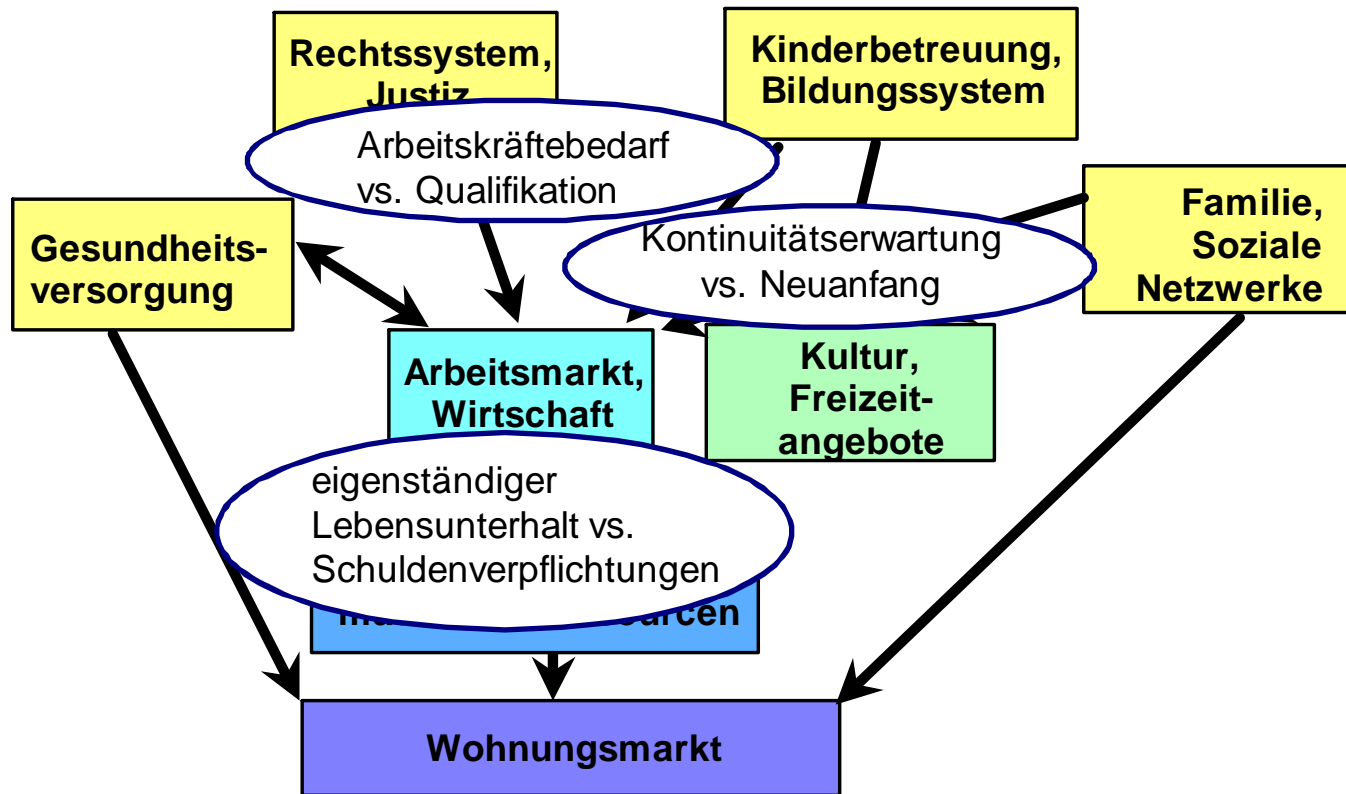 Rechtssystem,
Justiz
Kinderbetreuung,
Bildungssystem
Arbeitskräftebedarf
vs. Qualifikation
Familie,
Soziale
Netzwerke
Gesundheits-
versorgung
Kontinuitätserwartung
vs. Neuanfang
Arbeitsmarkt,
Wirtschaft
Kultur,
Freizeit-
angebote
eigenständiger
Lebensunterhalt vs.
Schuldenverpflichtungen
Wohnungsmarkt